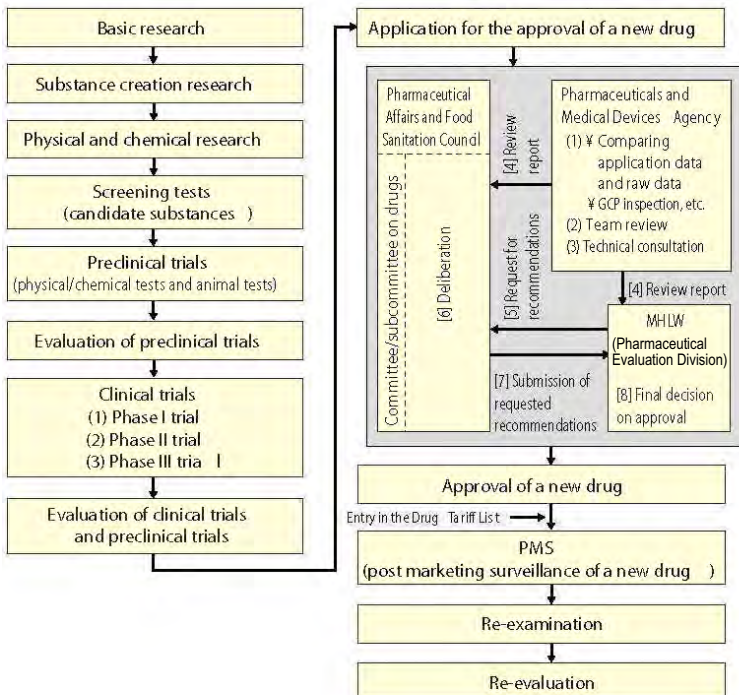 Basic research
Substance creation research
Physical and chemical research
Screening tests
(candidate substances )
Preclinical trials
(physical/chemical tests and animal tests)
Evaluation of preclinical trials
Clinical trials
(1) Phase I trial
(2) Phase II trial
(3) Phase III tria l
Evaluation of clinical trials
and preclinical trials
Application for the approval of a new drug
Pharmaceutical
Affairs and Food
Sanitation Council
Committee/subcommittee on drugs
[6] Deliberation
[4] Review
report
[5] Request for
recommendations
Pharmaceuticals and
Medical Devices Agency
(1) ¥ Comparing
application data
and raw data
¥ GCP inspection, etc.
(2) Team review
(3) Technical consultation
[4] Review report
MHLW
(Pharmaceutical
Evaluation Division)
[8] Final decision
on approval
[7] Submission of
requested
recommendations
Approval of a new drug
Entry in the Drug Tariff List
PMS
(post marketing surveillance of a new drug )
Re-examination
Re-evaluation